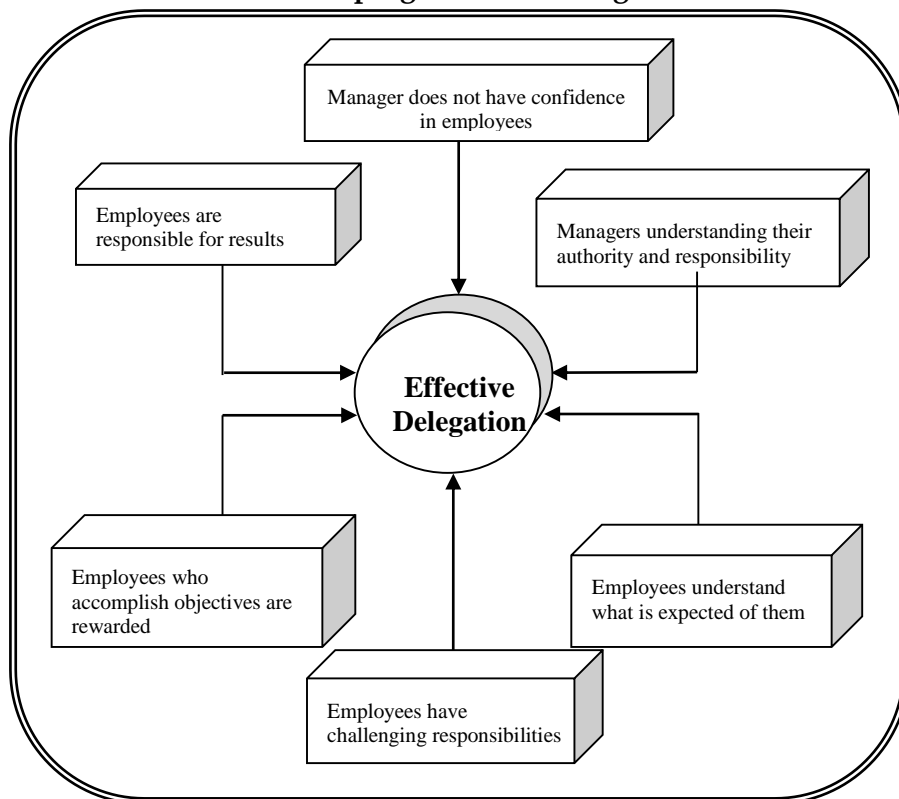 Manager does not have confidence
in employees
Employees are
responsible for results
Managers understanding their
authority and responsibility
Effective
Delegation
Employees who
accomplish objectives are
rewarded
Employees understand
what is expected of them
Employees have
challenging responsibilities